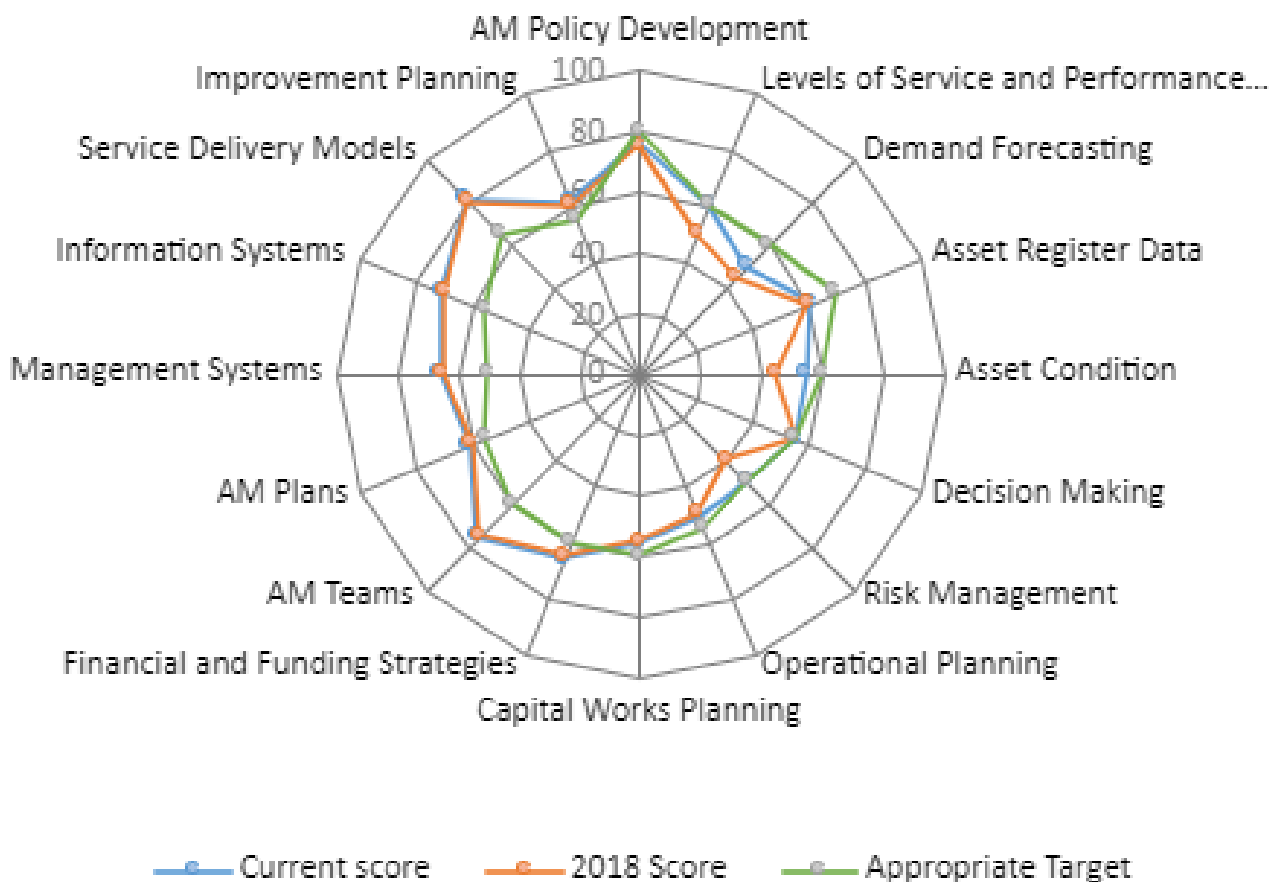 AM Policy Development
Improvement Planning
100
Levels of Service and Performance...
Service Delivery Models
80
Demand Forecasting
60
Information Systems
40
Asset Register Data
20
Management Systems
0
Asset Condition
AM Plans
Decision Making
AM Teams
Risk Management
Financial and Funding Strategies
Operational Planning
Capital Works Planning
Current score
2018 Score
Appropriate Target